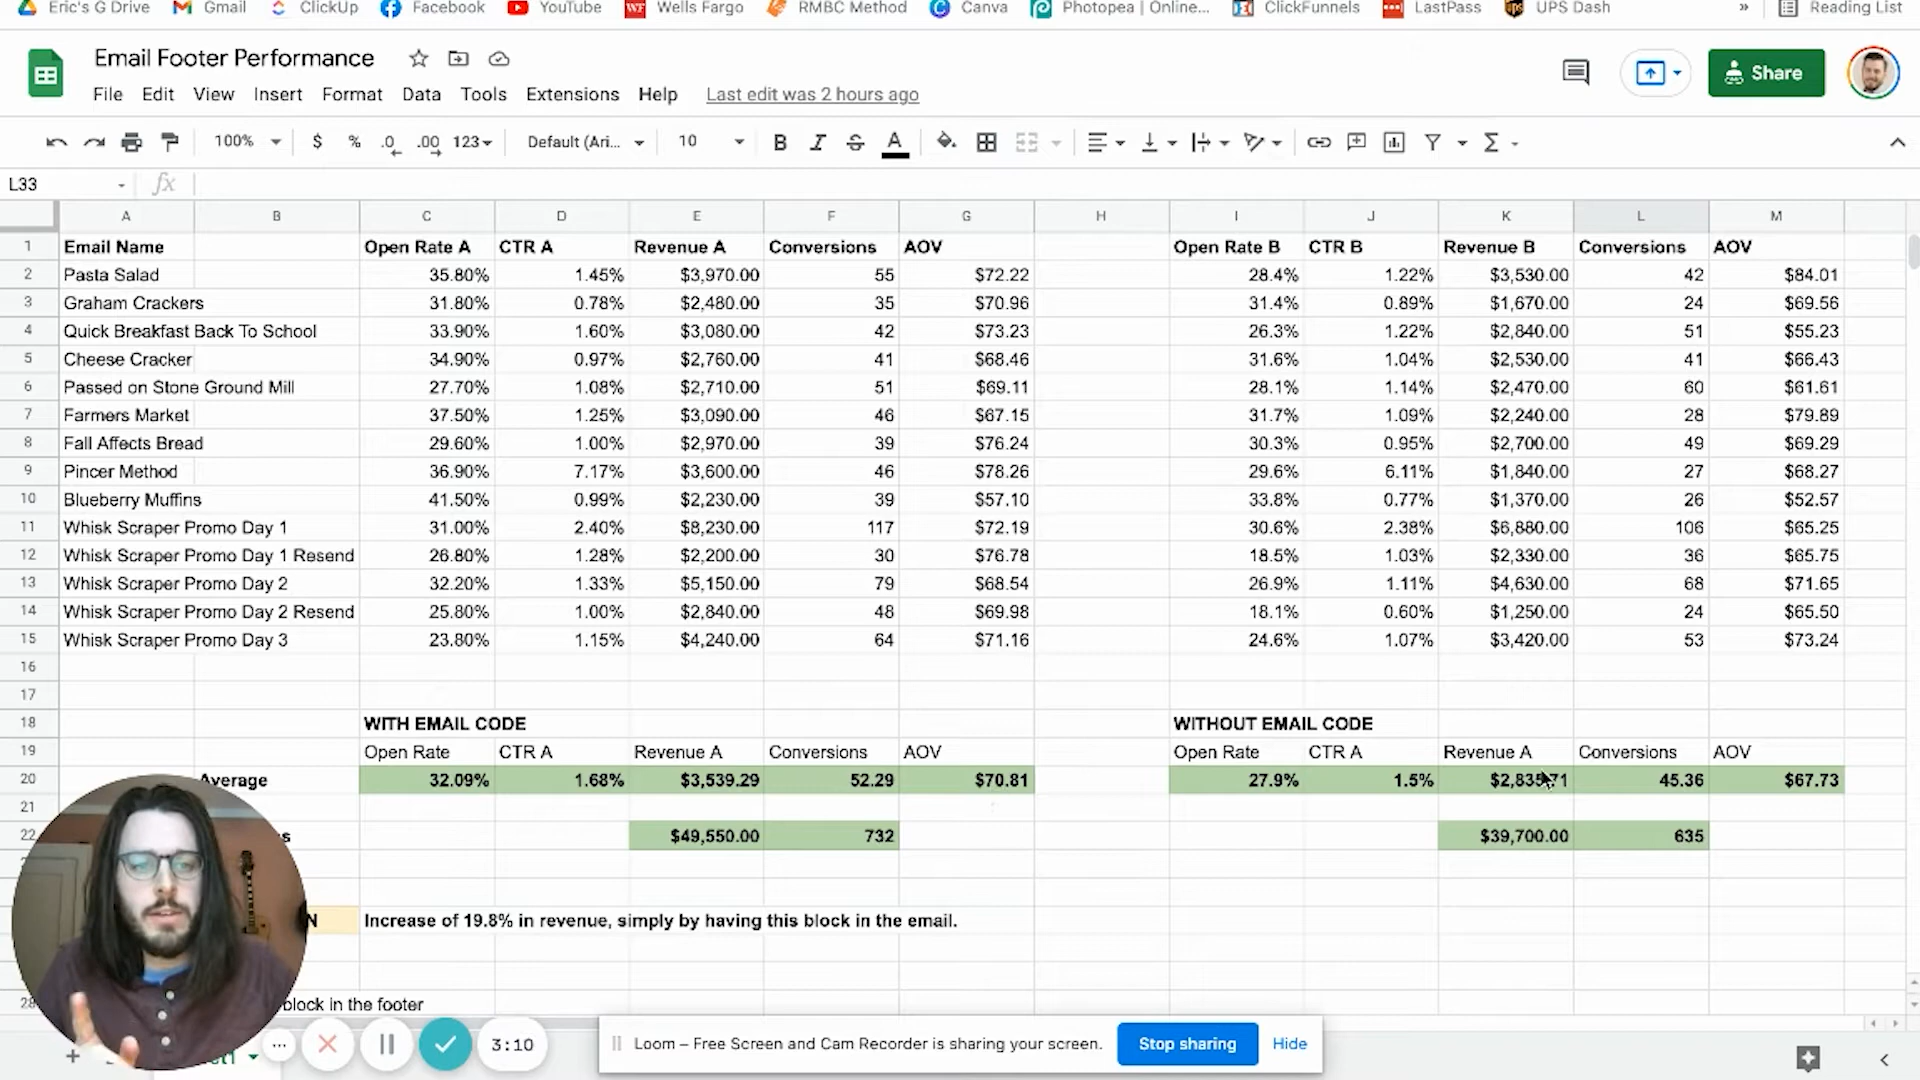 Eric's G Drive Gmail ClickUp Facebook YouTube Wells Fargo RMBC Method Canva Photopea | Online... ClickFunnels LastPass UPS Dash » Reading List
Email Footer Performance
Share
File Edit View Insert Format Data Tools Extensions Help Last edit was 2 hours ago
100% $ % .0 .00 123 Default (Ari... 10 B I S A Σ
L33 fx
A B C D E F G H I J K L M
1 Email Name Open Rate A CTR A Revenue A Conversions AOV Open Rate B CTR B Revenue B Conversions AOV
2 Pasta Salad 35.80% 1.45% $3,970.00 55 $72.22 28.4% 1.22% $3,530.00 42 $84.01
3 Graham Crackers 31.80% 0.78% $2,480.00 35 $70.96 31.4% 0.89% $1,670.00 24 $69.56
4 Quick Breakfast Back To School 33.90% 1.60% $3,080.00 42 $73.23 26.3% 1.22% $2,840.00 51 $55.23
5 Cheese Cracker 34.90% 0.97% $2,760.00 41 $68.46 31.6% 1.04% $2,530.00 41 $66.43
6 Passed on Stone Ground Mill 27.70% 1.08% $2,710.00 51 $69.11 28.1% 1.14% $2,470.00 60 $61.61
7 Farmers Market 37.50% 1.25% $3,090.00 46 $67.15 31.7% 1.09% $2,240.00 28 $79.89
8 Fall Affects Bread 29.60% 1.00% $2,970.00 39 $76.24 30.3% 0.95% $2,700.00 49 $69.29
9 Pincer Method 36.90% 7.17% $3,600.00 46 $78.26 29.6% 6.11% $1,840.00 27 $68.27
10 Blueberry Muffins 41.50% 0.99% $2,230.00 39 $57.10 33.8% 0.77% $1,370.00 26 $52.57
11 Whisk Scraper Promo Day 1 31.00% 2.40% $8,230.00 117 $72.19 30.6% 2.38% $6,880.00 106 $65.25
12 Whisk Scraper Promo Day 1 Resend 26.80% 1.28% $2,200.00 30 $76.78 18.5% 1.03% $2,330.00 36 $65.75
13 Whisk Scraper Promo Day 2 32.20% 1.33% $5,150.00 79 $68.54 26.9% 1.11% $4,630.00 68 $71.65
14 Whisk Scraper Promo Day 2 Resend 25.80% 1.00% $2,840.00 48 $69.98 18.1% 0.60% $1,250.00 24 $65.50
15 Whisk Scraper Promo Day 3 23.80% 1.15% $4,240.00 64 $71.16 24.6% 1.07% $3,420.00 53 $73.24
16
17
18 WITH EMAIL CODE WITHOUT EMAIL CODE
19 Open Rate CTR A Revenue A Conversions AOV Open Rate CTR A Revenue A Conversions AOV
20 Average 32.09% 1.68% $3,539.29 52.29 $70.81 27.9% 1.5% $2,835.71 45.36 $67.73
21
22 $49,550.00 732 $39,700.00 635
N Increase of 19.8% in revenue, simply by having this block in the email.
block in the footer
3:10 Loom – Free Screen and Cam Recorder is sharing your screen. Stop sharing Hide